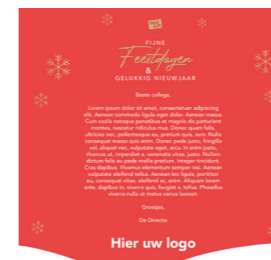 FIJNE
Feestdagen
&
GELUKKIG NIEUWJAAR
Beste collega,
Lorem ipsum dolor sit amet, consectetuer adipiscing
elit. Aenean commodo ligula eget dolor. Aenean massa.
Cum sociis natoque penatibus et magnis dis parturient
montes, nascetur ridiculus mus. Donec quam felis,
ultricies nec, pellentesque eu, pretium quis, sem. Nulla
consequat massa quis enim. Donec pede justo, fringilla
vel, aliquet nec, vulputate eget, arcu. In enim justo,
rhoncus ut, imperdiet a, venenatis vitae, justo. Nullam
dictum felis eu pede mollis pretium. Integer tincidunt.
Cras dapibus. Vivamus elementum semper nisi. Aenean
vulputate eleifend tellus. Aenean leo ligula, porttitor
eu, consequat vitae, eleifend ac, enim. Aliquam lorem
ante, dapibus in, viverra quis, feugiat a, tellus. Phasellus
viverra nulla ut metus varius laoreet.
Groetjes,
De Directie
Hier uw logo